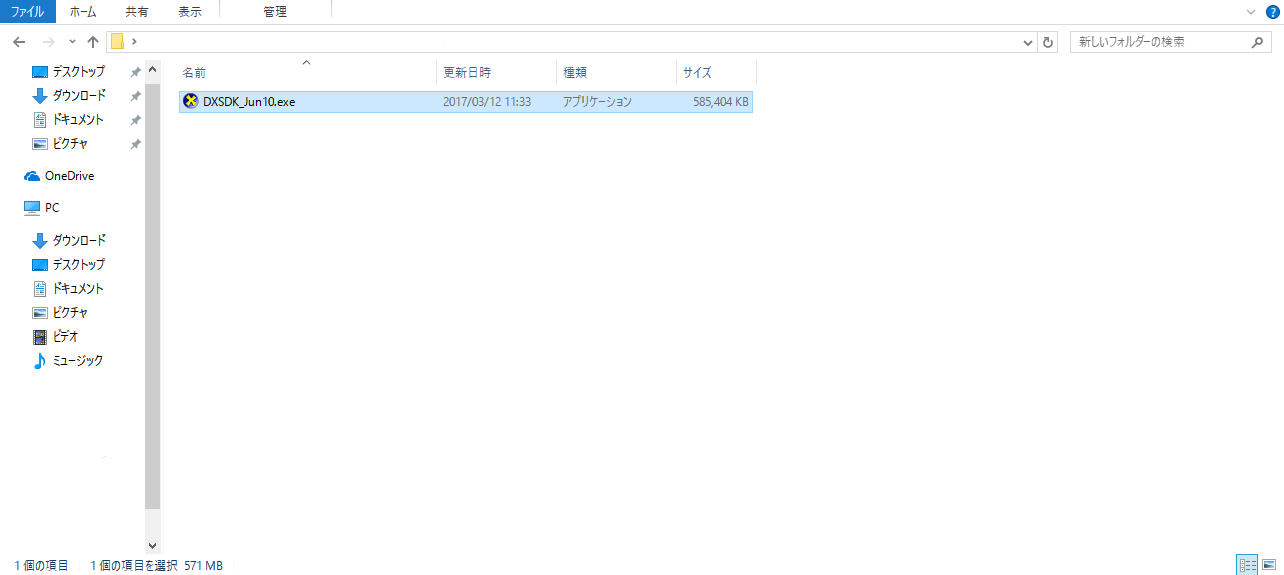 ファイル ホーム 共有 表示 管理
新しいフォルダーの検索
名前 更新日時 種類 サイズ
DXSDK_Jun10.exe 2017/03/12 11:33 アプリケーション 585,404 KB
デスクトップ
ダウンロード
ドキュメント
ピクチャ
OneDrive
PC
ダウンロード
デスクトップ
ドキュメント
ピクチャ
ビデオ
ミュージック
1 個の項目 1 個の項目を選択 571 MB